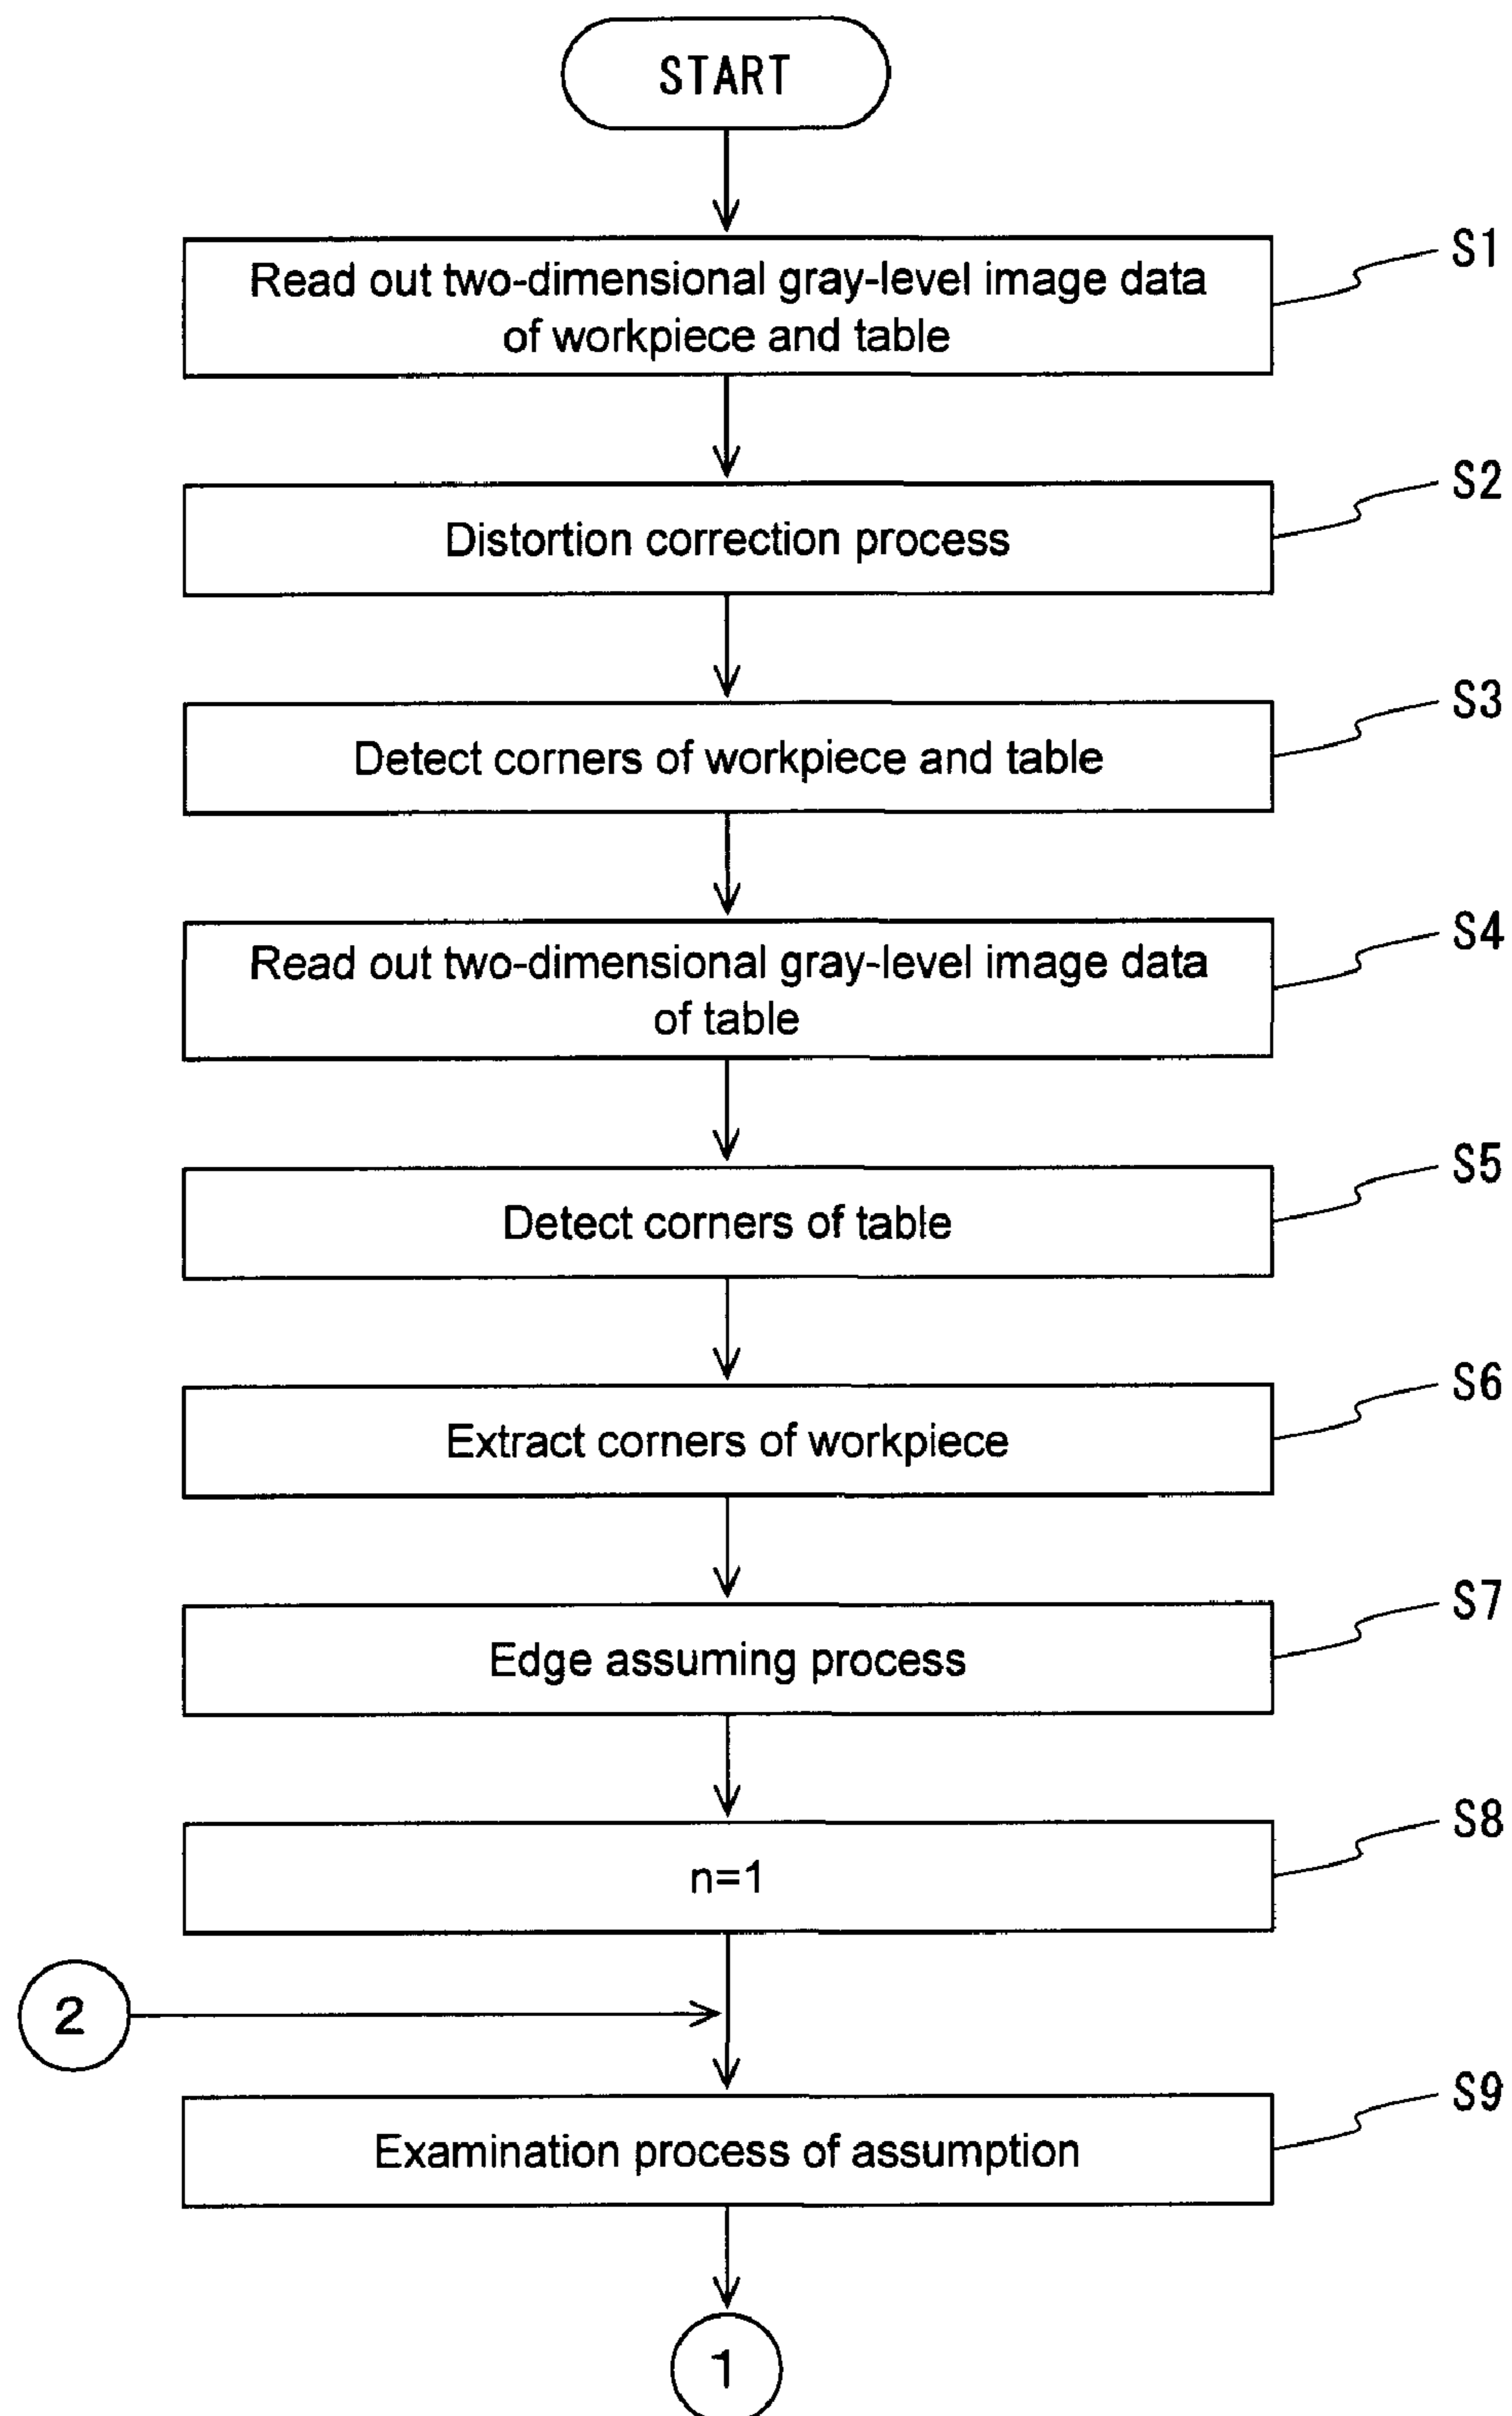 START
Read out two-dimensional gray-level image data
of workpiece and table
S1
Distortion correction process
S2
Detect corners of workpiece and table
S3
Read out two-dimensional gray-level image data
of table
S4
Detect corners of table
S5
Extract corners of workpiece
S6
Edge assuming process
S7
n=1
S8
2
Examination process of assumption
S9
1